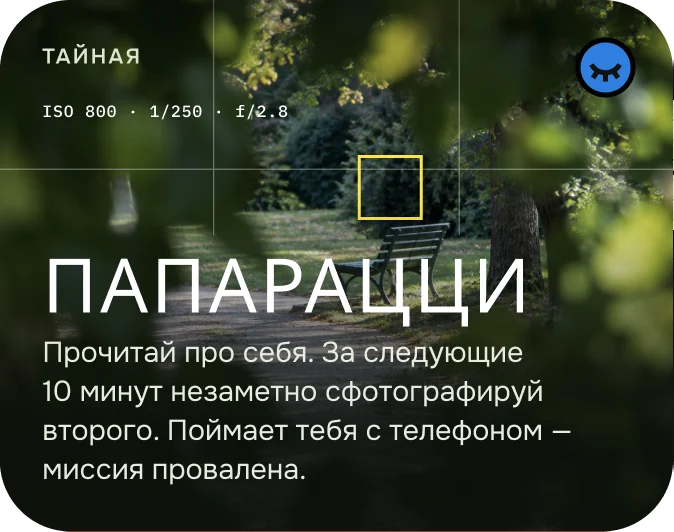 ТАЙНАЯ
ISO 800 · 1/250 · f/2.8
ПАПАРАЦЦИ
Прочитай про себя. За следующие
10 минут незаметно сфотографируй
второго. Поймает тебя с телефоном —
миссия провалена.